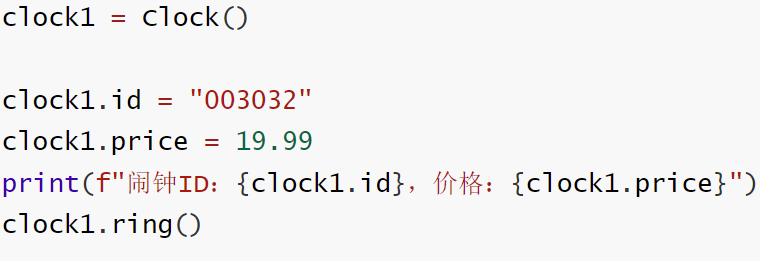 clock1 = Clock()
clock1.id = "003032"
clock1.price = 19.99
print(f"闹钟ID：{clock1.id}，价格：{clock1.price}")
clock1.ring()